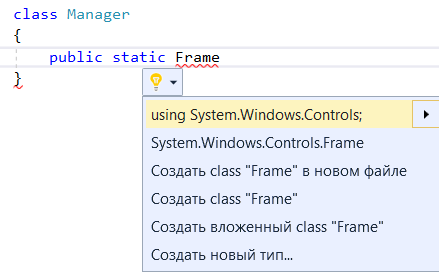 class Manager
{
public static Frame
}
using System.Windows.Controls;
System.Windows.Controls.Frame
Создать class "Frame" в новом файле
Создать class "Frame"
Создать вложенный class "Frame"
Создать новый тип...